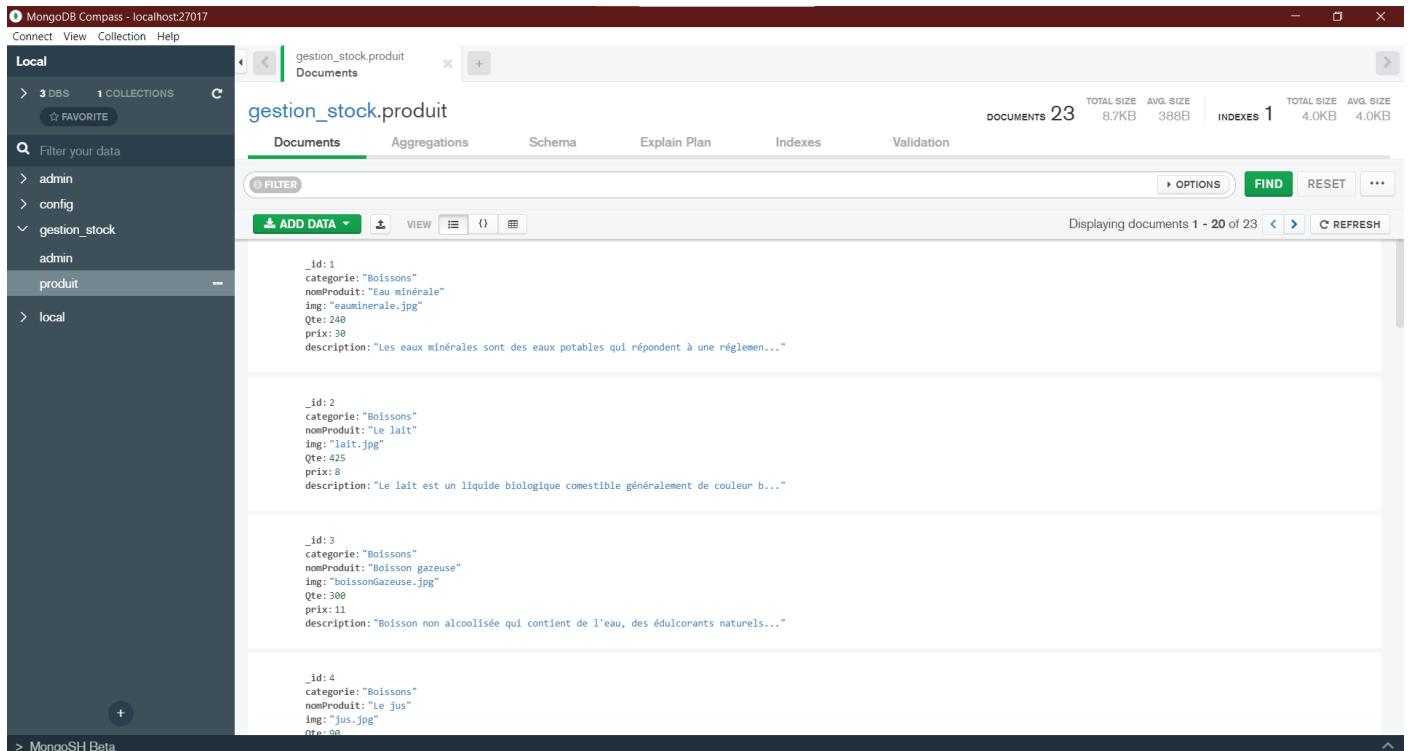 MongoDB Compass - localhost:27017
Connect View Collection Help
Local
3 DBS 1 COLLECTIONS
☆ FAVORITE
Filter your data
admin
config
gestion_stock
admin
produit
local
gestion_stock.produit
Documents
gestion_stock.produit
DOCUMENTS 23 TOTAL SIZE 8.7KB AVG. SIZE 388B INDEXES 1 TOTAL SIZE 4.0KB AVG. SIZE 4.0KB
Documents Aggregations Schema Explain Plan Indexes Validation
FILTER OPTIONS FIND RESET ...
ADD DATA VIEW {} Displaying documents 1 - 20 of 23 < > REFRESH
_id: 1
categorie: "Boissons"
nomProduit: "Eau minérale"
img: "eauminerale.jpg"
Qte: 240
prix: 30
description: "Les eaux minérales sont des eaux potables qui répondent à une réglemen..."
_id: 2
categorie: "Boissons"
nomProduit: "Le lait"
img: "lait.jpg"
Qte: 425
prix: 8
description: "Le lait est un liquide biologique comestible généralement de couleur b..."
_id: 3
categorie: "Boissons"
nomProduit: "Boisson gazeuse"
img: "boissonGazeuse.jpg"
Qte: 300
prix: 11
description: "Boisson non alcoolisée qui contient de l'eau, des édulcorants naturels..."
_id: 4
categorie: "Boissons"
nomProduit: "Le jus"
img: "jus.jpg"
Qte: 90
> MongoSH Beta